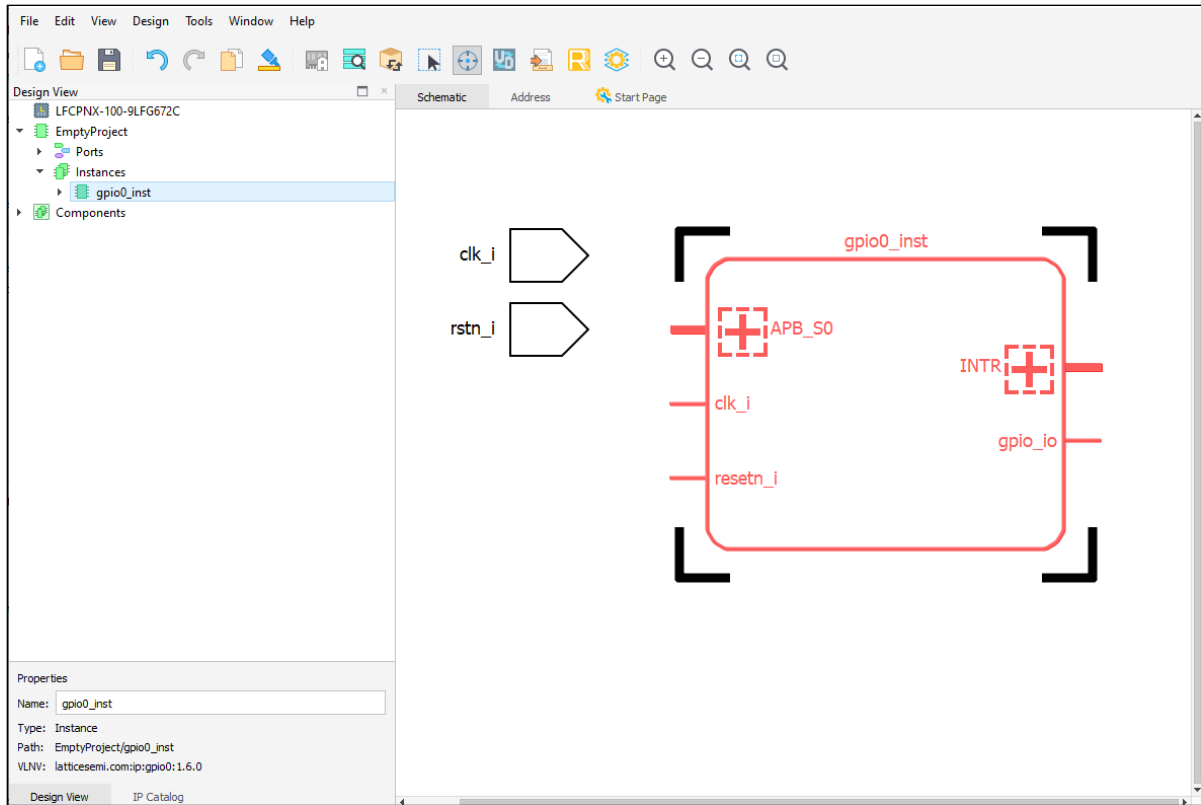 File Edit View Design Tools Window Help
Design View
LFCPNX-100-9LFG672C
EmptyProject
Ports
Instances
gpio0_inst
Components
Properties
Name: gpio0_inst
Type: Instance
Path: EmptyProject/gpio0_inst
VLNV: latticesemi.com:ip:gpio0:1.6.0
Design View IP Catalog
Schematic Address Start Page
gpio0_inst
clk_i
rstn_i
APB_S0
INTR
clk_i
gpio_io
resetn_i